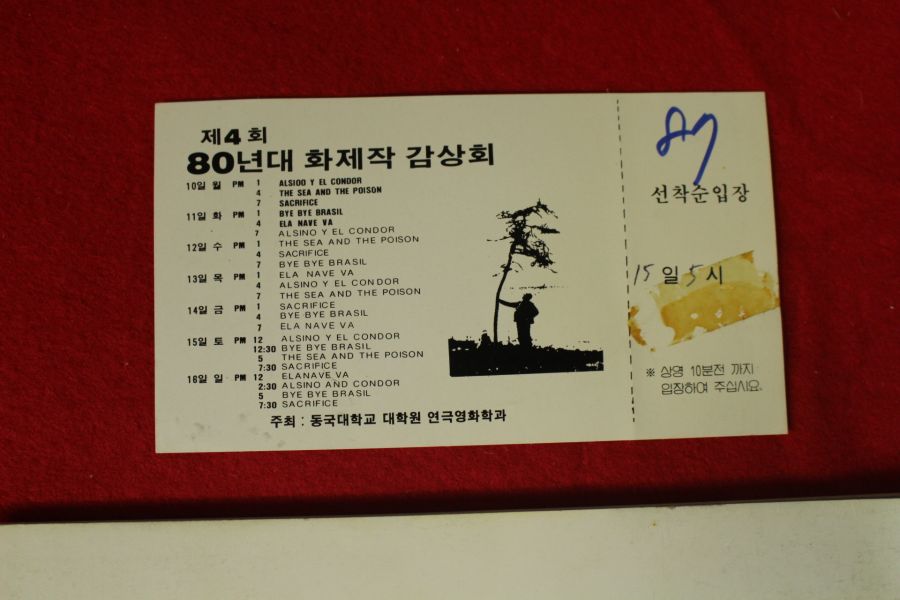 제4회
80년대 화제작 감상회
10일 월 PM 1 ALSIOO Y EL CONDOR
4 THE SEA AND THE POISON
7 SACRIFICE
11일 화 PM 1 BYE BYE BRASIL
4 ELA NAVE VA
7 ALSINO Y EL CONDOR
12일 수 PM 1 THE SEA AND THE POISON
4 SACRIFICE
7 BYE BYE BRASIL
13일 목 PM 1 ELA NAVE VA
4 ALSINO Y EL CONDOR
7 THE SEA AND THE POISON
14일 금 PM 1 SACRIFICE
4 BYE BYE BRASIL
7 ELA NAVE VA
15일 토 PM 12 ALSINO Y EL CONDOR
12:30 BYE BYE BRASIL
5 THE SEA AND THE POISON
7:30 SACRIFICE
16일 일 PM 12 ELANAVE VA
2:30 ALSINO AND CONDOR
5 BYE BYE BRASIL
7:30 SACRIFICE
주최 : 동국대학교 대학원 연극영화학과
선착순입장
15일 5시
※ 상영 10분전 까지
입장하여 주십시요.